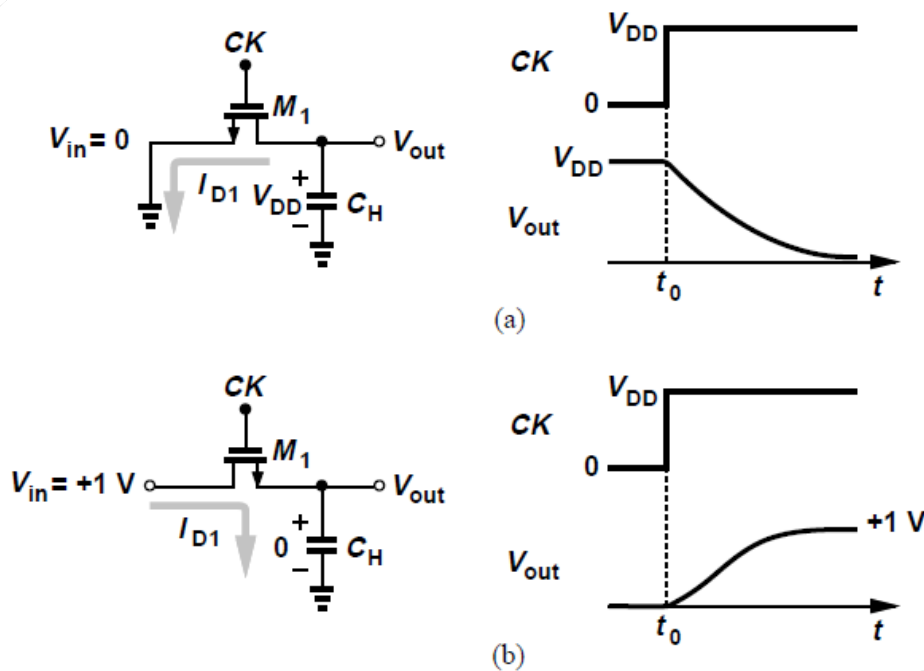 CK
M1
Vin = 0
Vout
ID1
VDD
CH
+
−
VDD
CK
0
VDD
Vout
t0
t
(a)
CK
M1
Vin = +1 V
Vout
ID1
0
CH
+
−
VDD
CK
0
+1 V
Vout
t0
t
(b)